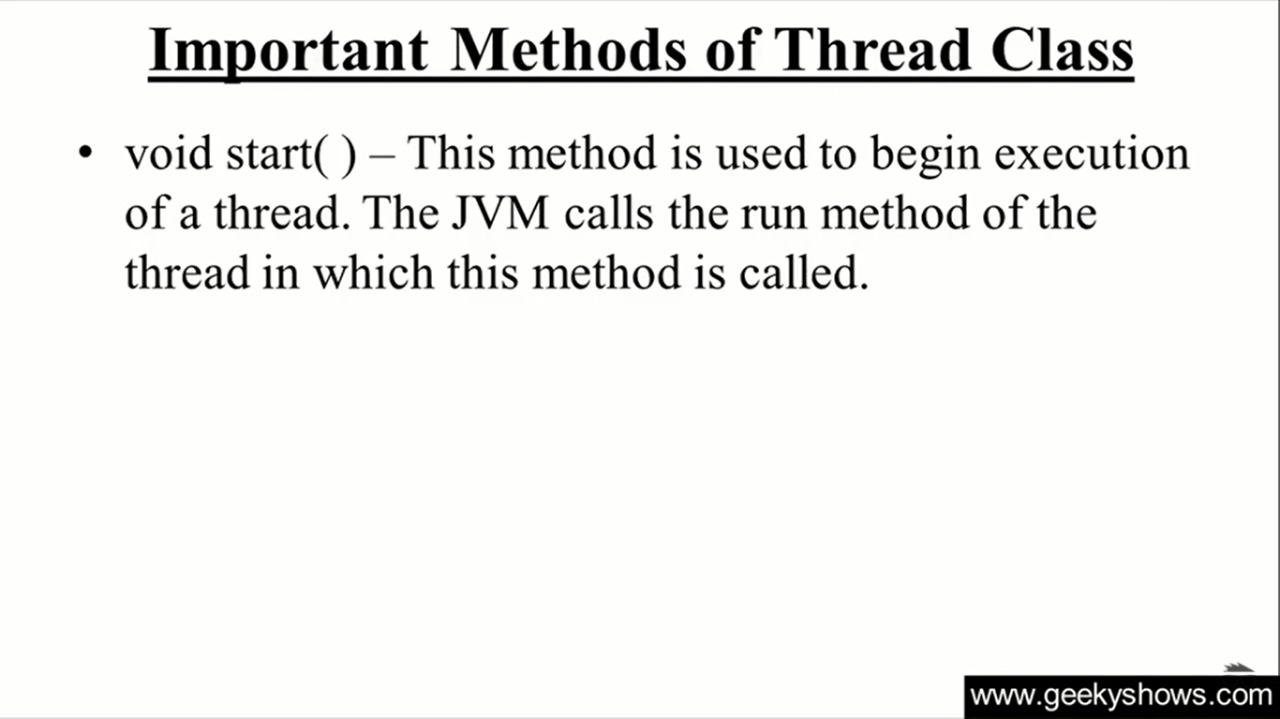 Important Methods of Thread Class
• void start( ) – This method is used to begin execution
of a thread. The JVM calls the run method of the
thread in which this method is called.
www.geekyshows.com